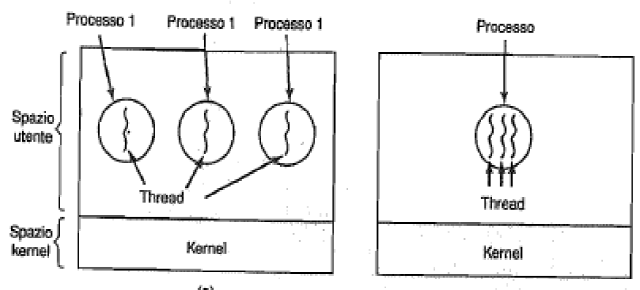 Processo 1
Processo 1
Processo 1
Processo
Spazio
utente
Thread
Thread
Spazio
kernel
Kernel
Kernel
(a)